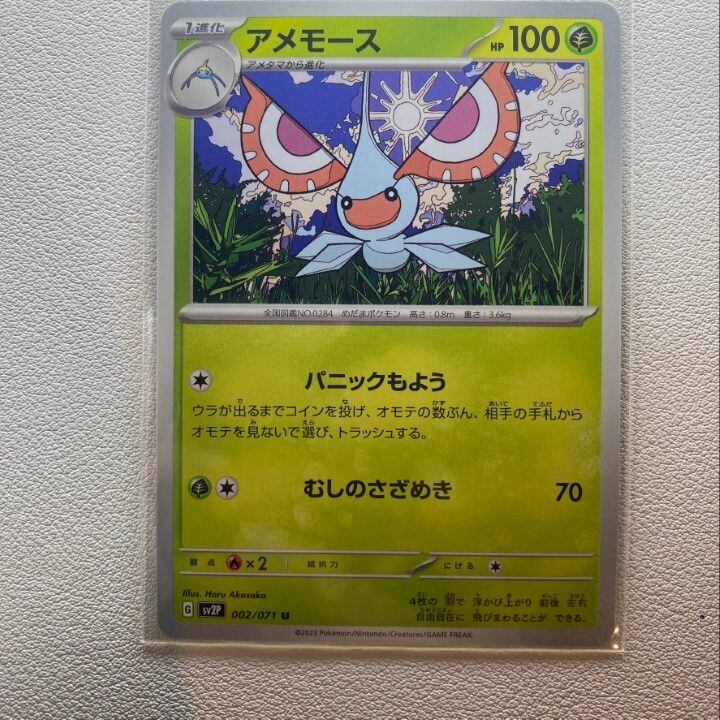 1進化 アメモース HP 100
アメタマから進化
全国図鑑NO.0284 めだまポケモン 高さ：0.8m 重さ：3.6kg
パニックもよう
ウラが出るまでコインを投げ、オモテの数ぶん、相手の手札から
オモテを見ないで選び、トラッシュする。
むしのさざめき 70
弱点 ×2 抵抗力 にげる
Illus. Haru Akasaka
G sv2P 002/071 U
4枚の 羽で 浮かび上がり 前後 左右
自由自在に 飛びまわることが できる。
©2023 Pokémon/Nintendo/Creatures/GAME FREAK.